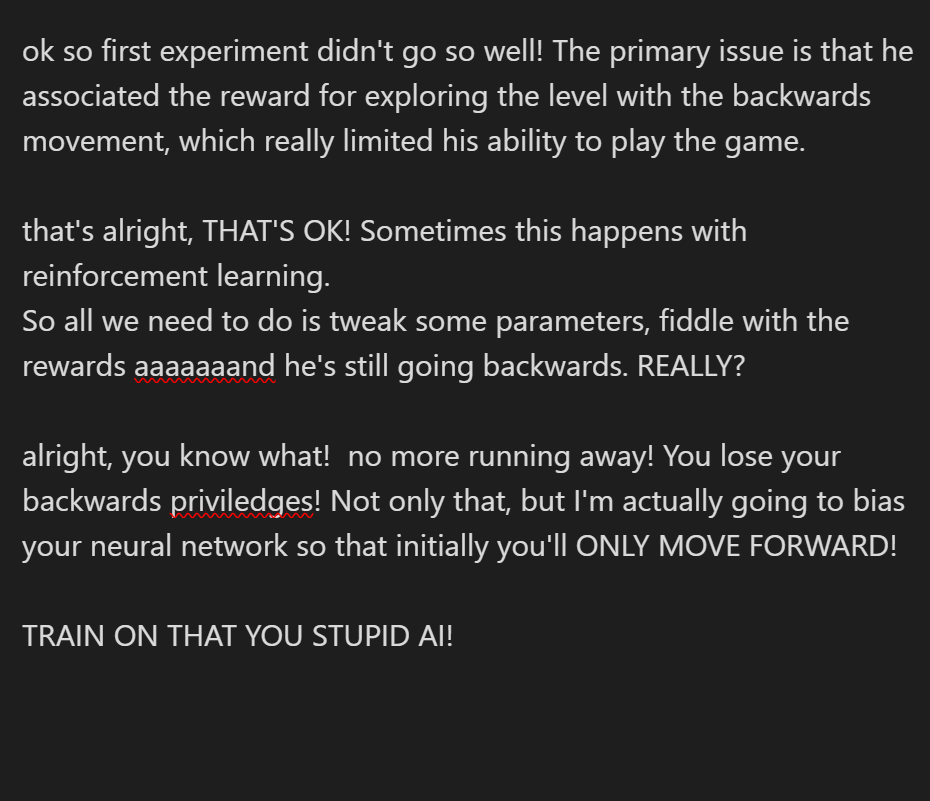 ok so first experiment didn't go so well! The primary issue is that he
associated the reward for exploring the level with the backwards
movement, which really limited his ability to play the game.
that's alright, THAT'S OK! Sometimes this happens with
reinforcement learning.
So all we need to do is tweak some parameters, fiddle with the
rewards aaaaaaand he's still going backwards. REALLY?
alright, you know what!  no more running away! You lose your
backwards priviledges! Not only that, but I'm actually going to bias
your neural network so that initially you'll ONLY MOVE FORWARD!
TRAIN ON THAT YOU STUPID AI!